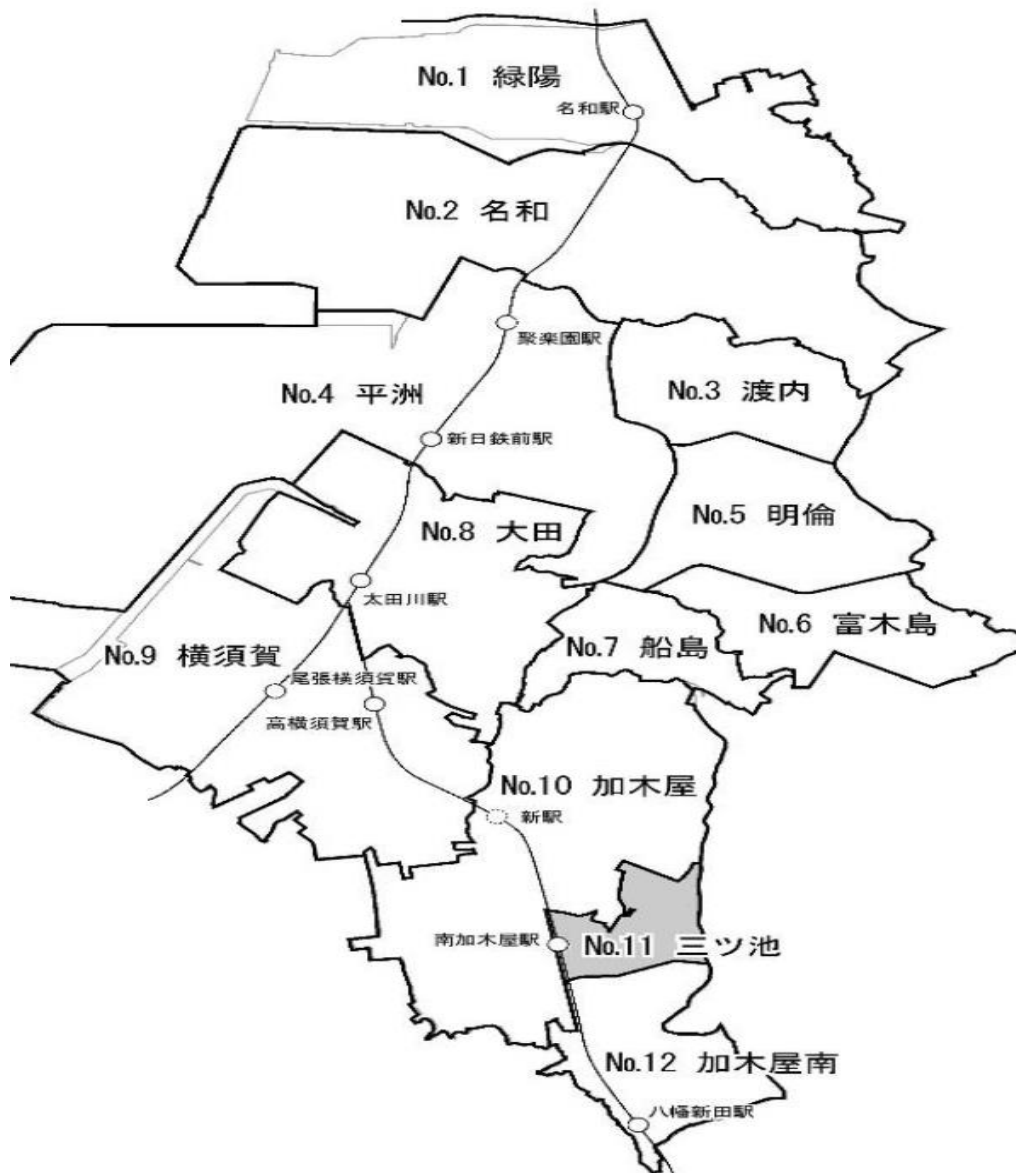 No.1 緑陽
名和駅
No.2 名和
聚楽園駅
No.4 平洲
No.3 渡内
新日鉄前駅
No.5 明倫
No.8 大田
太田川駅
No.6 富木島
No.7 船島
No.9 横須賀
尾張横須賀駅
高横須賀駅
No.10 加木屋
新駅
南加木屋駅
No.11 三ツ池
No.12 加木屋南
八幡新田駅